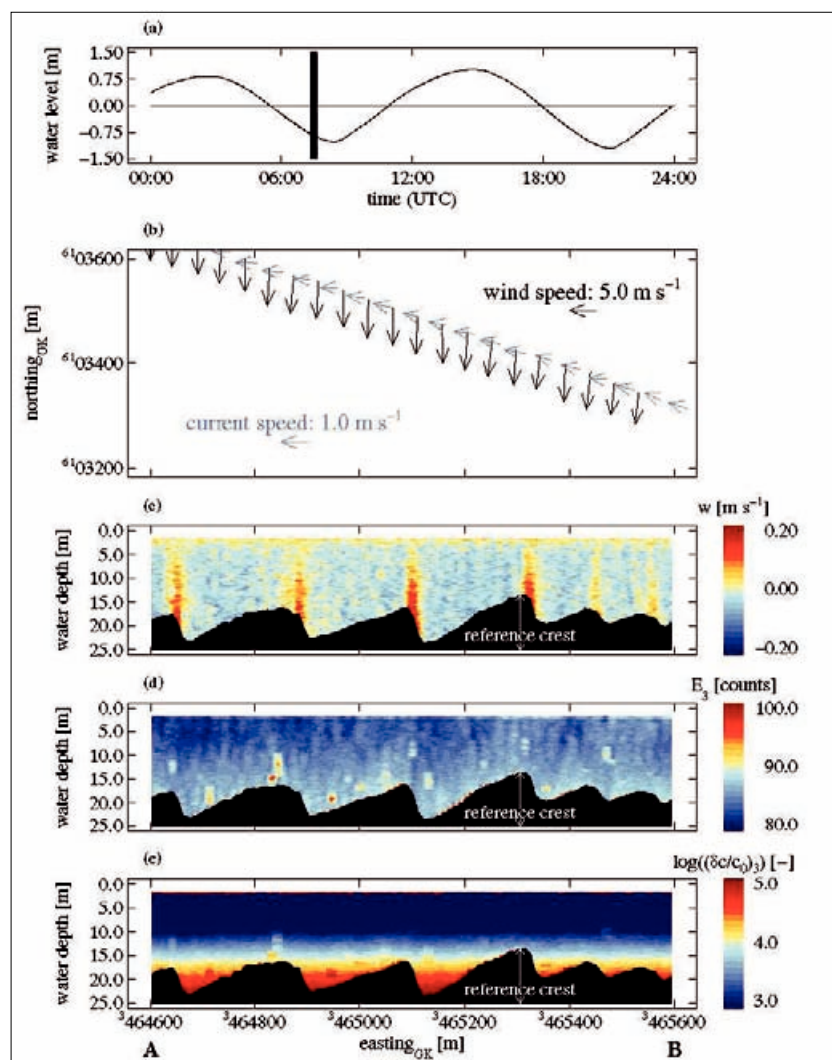 (a)
water level [m]
1.50
0.75
0.00
-0.75
-1.50
00:00 06:00 12:00 18:00 24:00
time (UTC)
(b)
northing_GK [m]
⁶¹03600
⁶¹03400
⁶¹03200
wind speed: 5.0 m s⁻¹
current speed: 1.0 m s⁻¹
(c)
w [m s⁻¹]
water depth [m]
0.0
5.0
10.0
15.0
20.0
25.0
reference crest
0.20
0.00
-0.20
(d)
E₃ [counts]
water depth [m]
0.0
5.0
10.0
15.0
20.0
25.0
reference crest
100.0
90.0
80.0
(e)
log((δc/c₀)₃) [-]
water depth [m]
0.0
5.0
10.0
15.0
20.0
25.0
reference crest
5.0
4.0
3.0
³464600 ³464800 ³465000 ³465200 ³465400 ³465600
A easting_GK [m] B